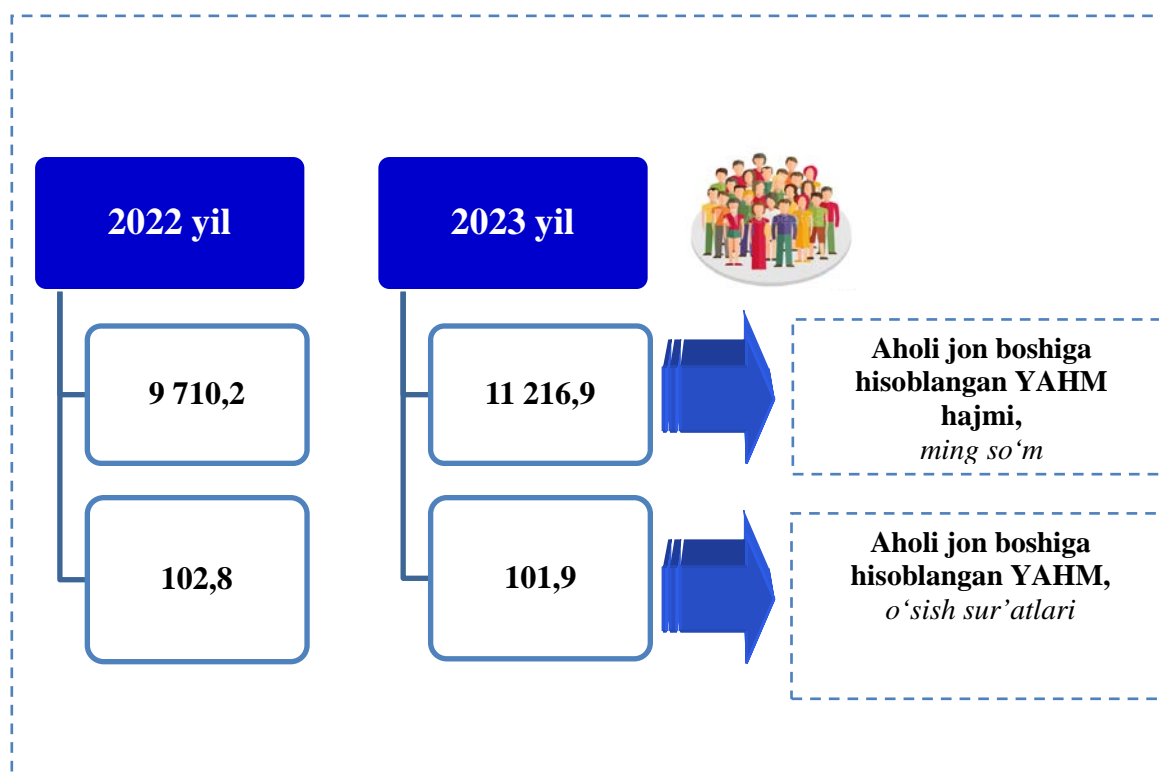 2022 yil
2023 yil
9 710,2
11 216,9
Aholi jon boshiga
hisoblangan YAHM
hajmi,
ming so‘m
102,8
101,9
Aholi jon boshiga
hisoblangan YAHM,
o‘sish sur’atlari